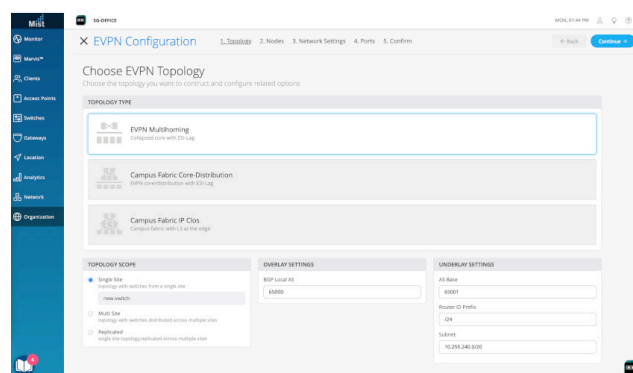 Mist
SG-OFFICE
MON, 01:44 PM
EVPN Configuration
1. Topology 2. Nodes 3. Network Settings 4. Ports 5. Confirm
← Back
Continue →
Monitor
Marvis™
Clients
Access Points
Switches
Gateways
Location
Analytics
Network
Organization
4
Choose EVPN Topology
Choose the topology you want to contruct and configure related options
TOPOLOGY TYPE
EVPN Multihoming
Collapsed core with ESI-Lag
Campus Fabric Core-Distribution
EVPN core/distribution with ESI-Lag
Campus Fabric IP Clos
Campus fabric with L3 at the edge
TOPOLOGY SCOPE
Single Site
topology with switches from a single site
new-switch
Multi Site
topology with switches distributed across multiple sites
Replicated
single site topology replicated across multiple sites
OVERLAY SETTINGS
BGP Local AS
65000
UNDERLAY SETTINGS
AS Base
65001
Router ID Prefix
/24
Subnet
10.255.240.0/20